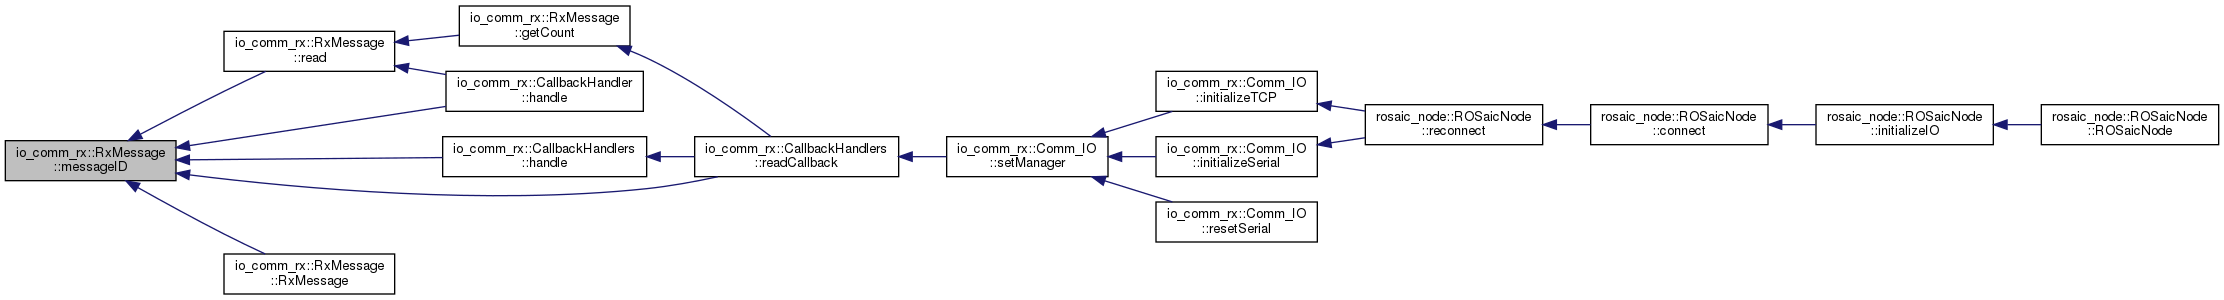 io_comm_rx::RxMessage
::messageID
io_comm_rx::RxMessage
::read
io_comm_rx::RxMessage
::getCount
io_comm_rx::CallbackHandler
::handle
io_comm_rx::CallbackHandlers
::handle
io_comm_rx::RxMessage
::RxMessage
io_comm_rx::CallbackHandlers
::readCallback
io_comm_rx::Comm_IO
::setManager
io_comm_rx::Comm_IO
::initializeTCP
io_comm_rx::Comm_IO
::initializeSerial
io_comm_rx::Comm_IO
::resetSerial
rosaic_node::ROSaicNode
::reconnect
rosaic_node::ROSaicNode
::connect
rosaic_node::ROSaicNode
::initializeIO
rosaic_node::ROSaicNode
::ROSaicNode